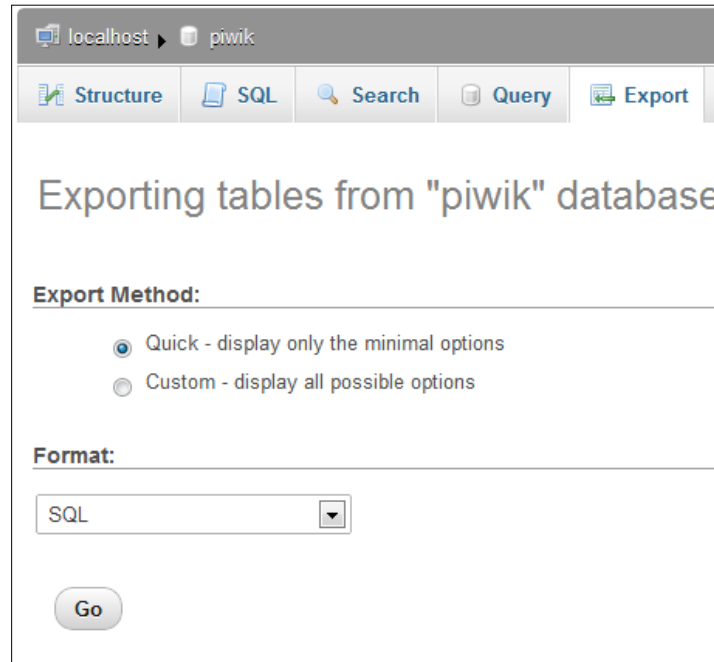 localhost piwik
Structure SQL Search Query Export
Exporting tables from "piwik" database
Export Method:
Quick - display only the minimal options
Custom - display all possible options
Format:
SQL
Go